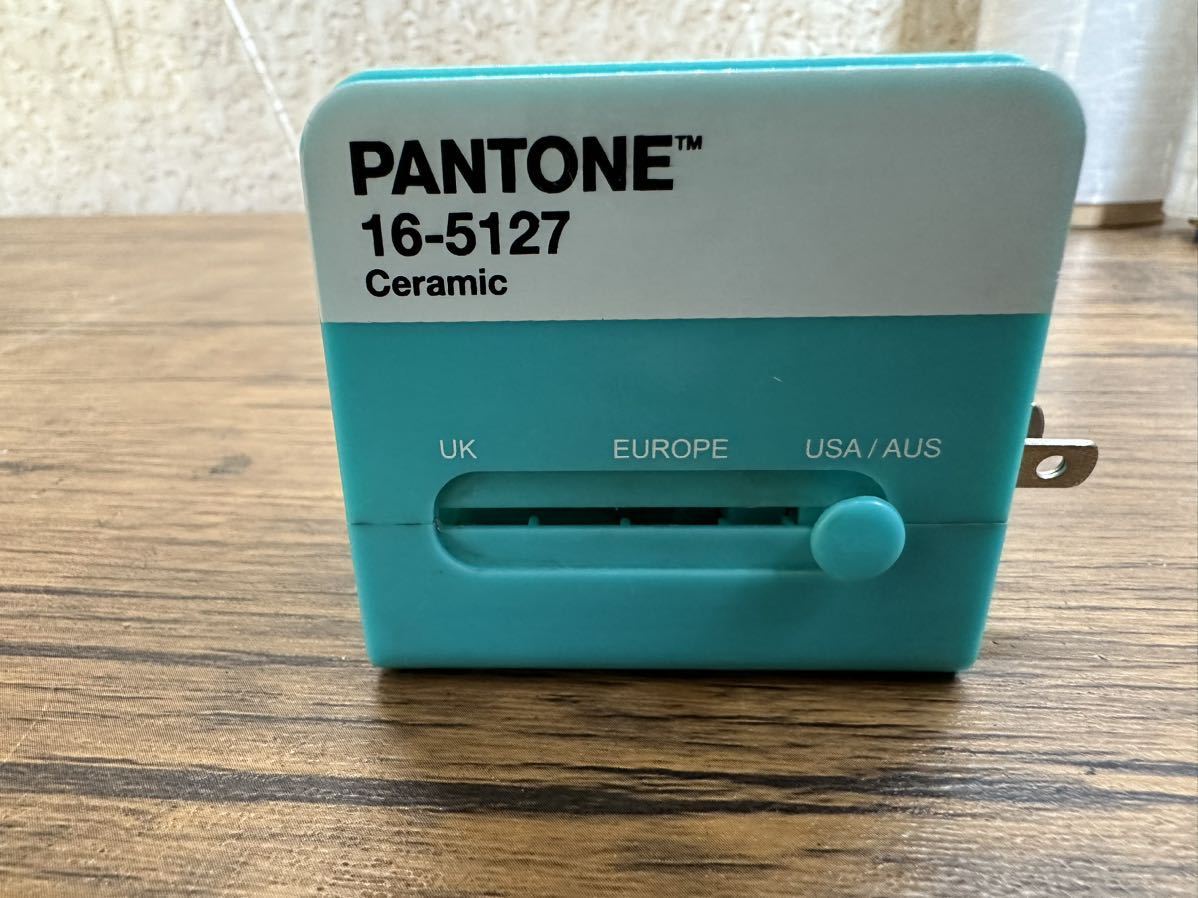 PANTONE™
16-5127
Ceramic
UK EUROPE USA / AUS